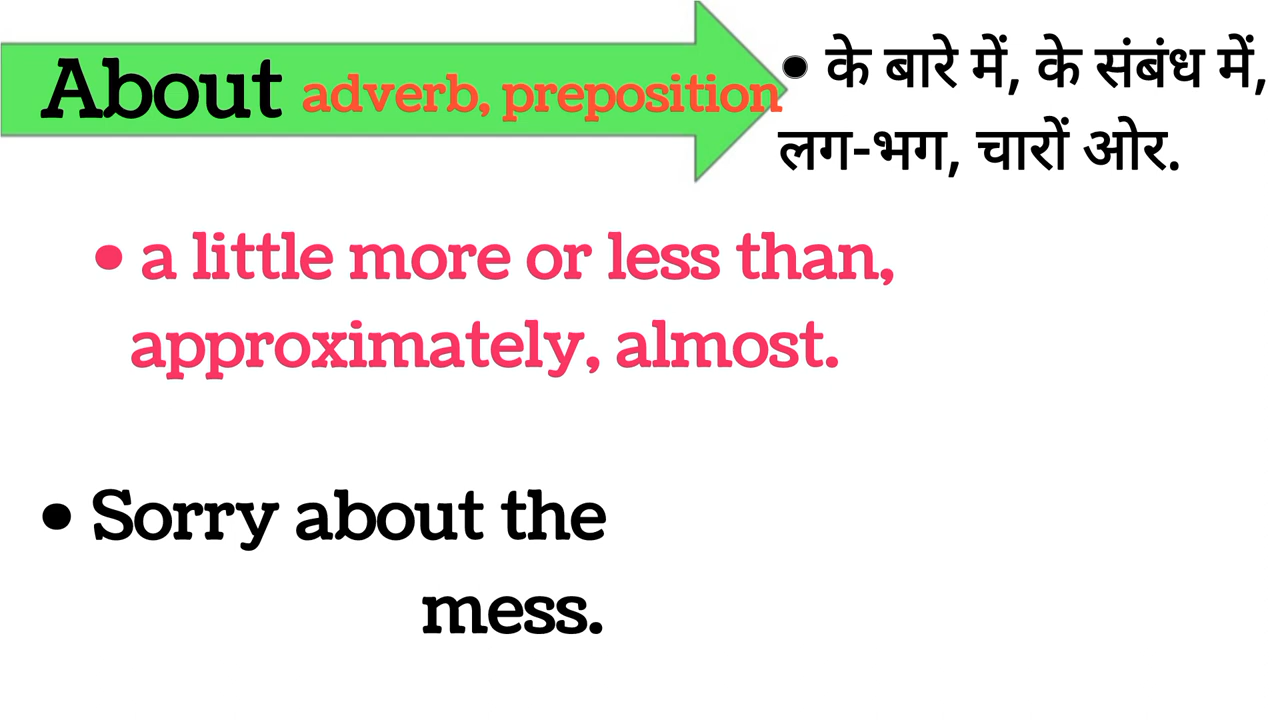 About adverb, preposition
• के बारे में, के संबंध में,
लग-भग, चारों ओर.
• a little more or less than,
approximately, almost.
• Sorry about the
mess.